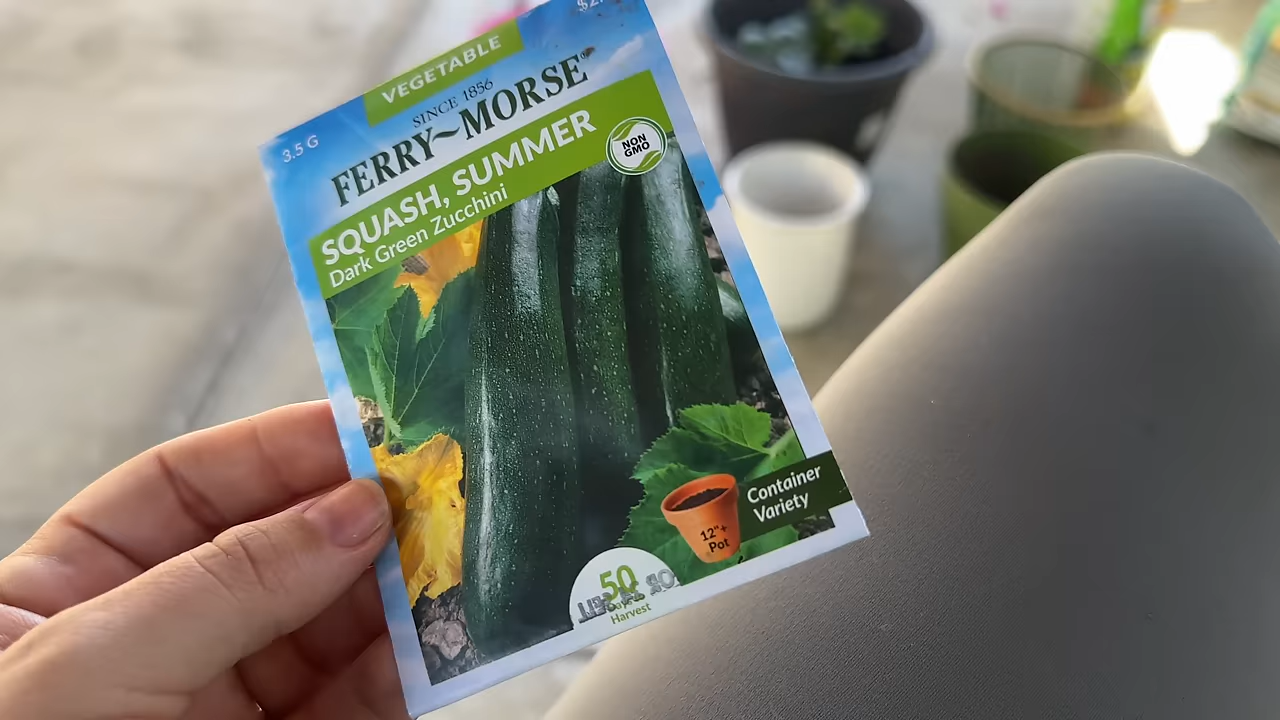 VEGETABLE
3.5 G
SINCE 1856
FERRY~MORSE®
SQUASH, SUMMER
Dark Green Zucchini
NON
GMO
Container
Variety
12"+
Pot
50
Harvest